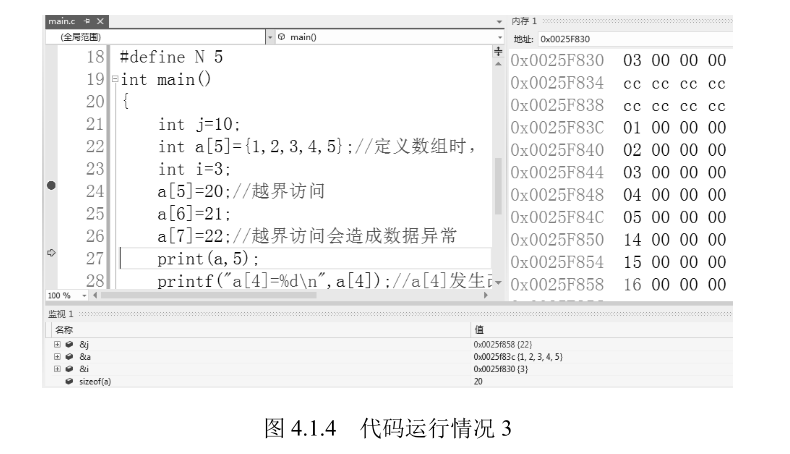 main.c
(全局范围)
main()
18 #define N 5
19 int main()
20 {
21 int j=10;
22 int a[5]={1,2,3,4,5};//定义数组时，
23 int i=3;
24 a[5]=20;//越界访问
25 a[6]=21;
26 a[7]=22;//越界访问会造成数据异常
27 print(a,5);
28 printf("a[4]=%d\n",a[4]);//a[4]发生
100 %
内存 1
地址: 0x0025F830
0x0025F830 03 00 00 00
0x0025F834 cc cc cc cc
0x0025F838 cc cc cc cc
0x0025F83C 01 00 00 00
0x0025F840 02 00 00 00
0x0025F844 03 00 00 00
0x0025F848 04 00 00 00
0x0025F84C 05 00 00 00
0x0025F850 14 00 00 00
0x0025F854 15 00 00 00
0x0025F858 16 00 00 00
监视 1
名称 值
&j 0x0025f858 {22}
&a 0x0025f83c {1, 2, 3, 4, 5}
&i 0x0025f830 {3}
sizeof(a) 20
图 4.1.4 代码运行情况 3